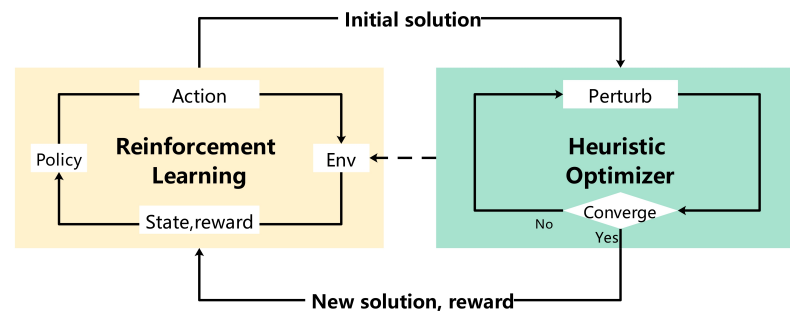 Initial solution
Action
Perturb
Reinforcement
Learning
Heuristic
Optimizer
Policy
Env
State,reward
Converge
No
Yes
New solution, reward